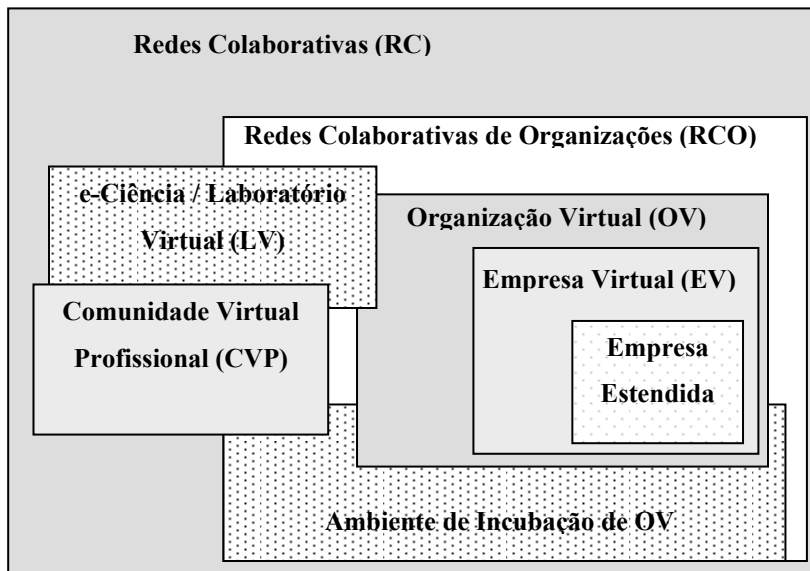 Redes Colaborativas (RC)
Redes Colaborativas de Organizações (RCO)
e-Ciência / Laboratório
Virtual (LV)
Organização Virtual (OV)
Empresa Virtual (EV)
Comunidade Virtual
Profissional (CVP)
Empresa
Estendida
Ambiente de Incubação de OV